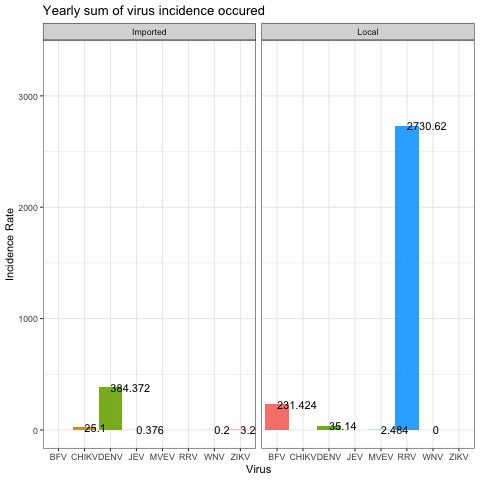 Yearly sum of virus incidence occured
Imported
Local
Incidence Rate
3000
2000
1000
0
2730.62
384.372
231.424
25.1
0.376
0.2
3.2
35.14
2.484
0
BFV CHIKV DENV JEV MVEV RRV WNV ZIKV
BFV CHIKV DENV JEV MVEV RRV WNV ZIKV
Virus